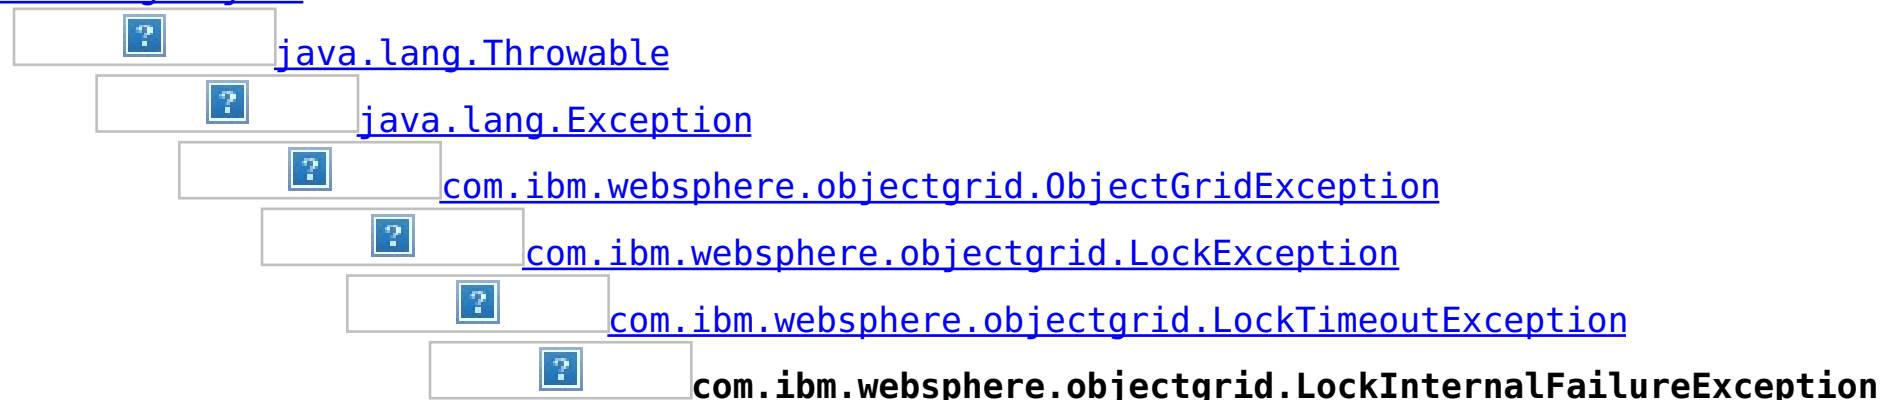 java.lang.Throwable
java.lang.Exception
com.ibm.websphere.objectgrid.ObjectGridException
com.ibm.websphere.objectgrid.LockException
com.ibm.websphere.objectgrid.LockTimeoutException
com.ibm.websphere.objectgrid.LockInternalFailureException